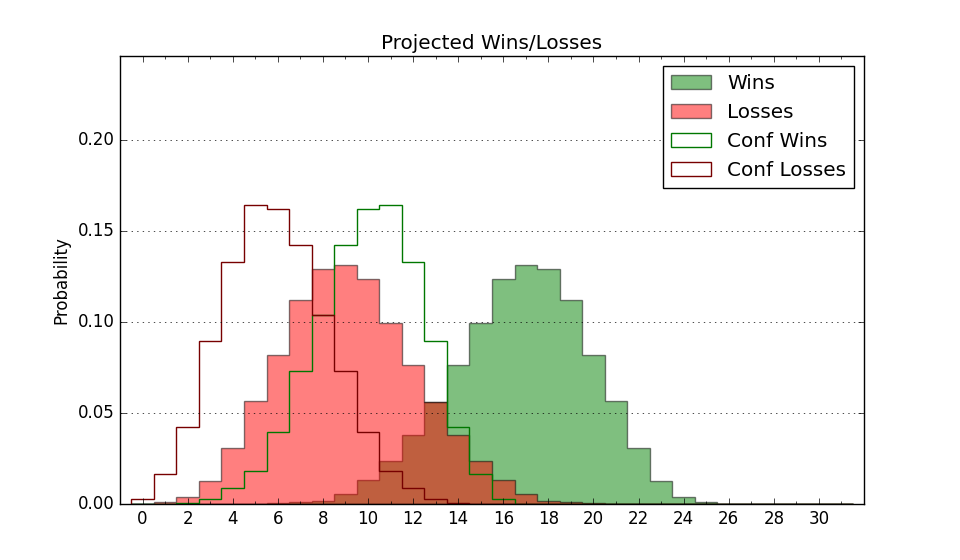 Projected Wins/Losses
Wins
Losses
Conf Wins
Conf Losses
Probability
0.20
0.15
0.10
0.05
0.00
0 2 4 6 8 10 12 14 16 18 20 22 24 26 28 30